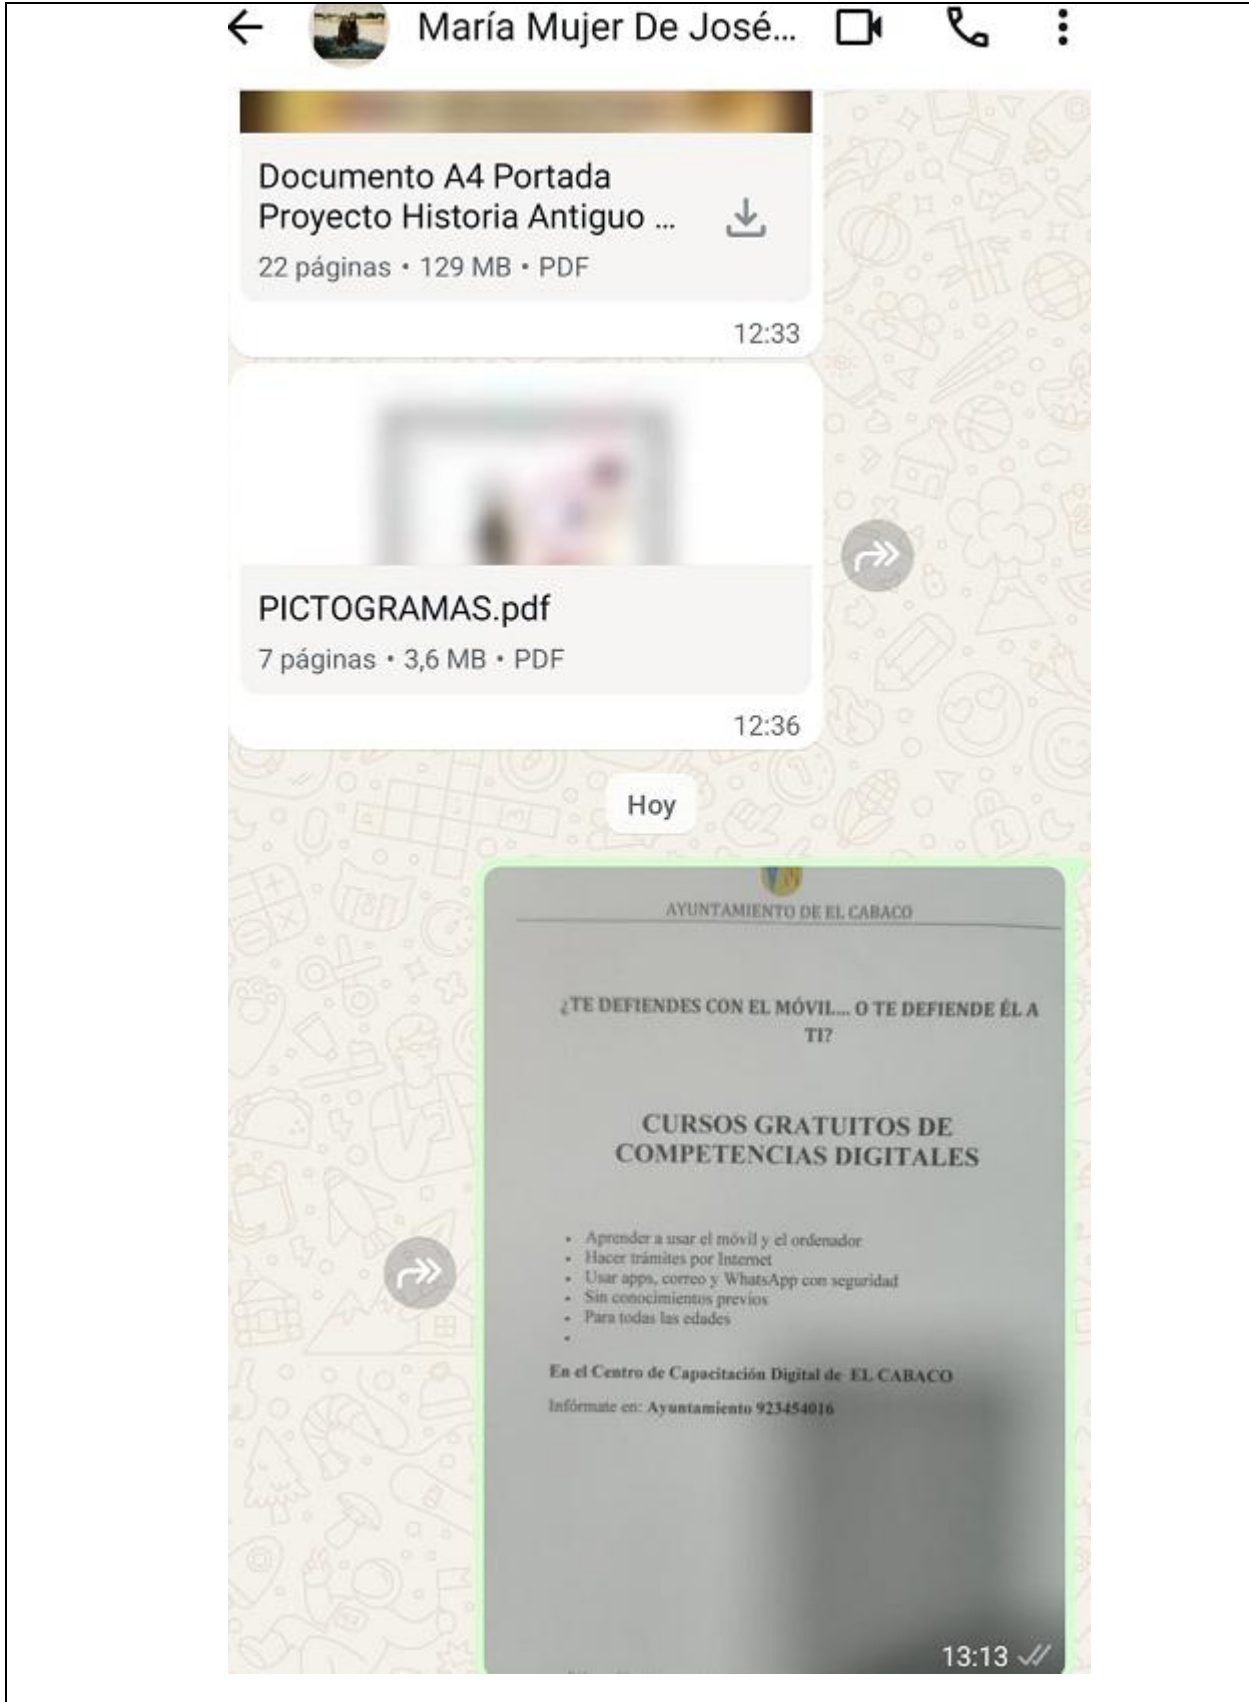 María Mujer De José...
Documento A4 Portada
Proyecto Historia Antiguo ...
22 páginas • 129 MB • PDF
12:33
PICTOGRAMAS.pdf
7 páginas • 3,6 MB • PDF
12:36
Hoy
AYUNTAMIENTO DE EL CABACO
¿TE DEFIENDES CON EL MÓVIL.... O TE DEFIENDE ÉL A
TI?
CURSOS GRATUITOS DE
COMPETENCIAS DIGITALES
• Aprender a usar el móvil y el ordenador
• Hacer trámites por Internet
• Usar apps, correo y WhatsApp con seguridad
• Sin conocimientos previos
• Para todas las edades
•
En el Centro de Capacitación Digital de EL CABACO
Infórmate en: Ayuntamiento 923454016
13:13